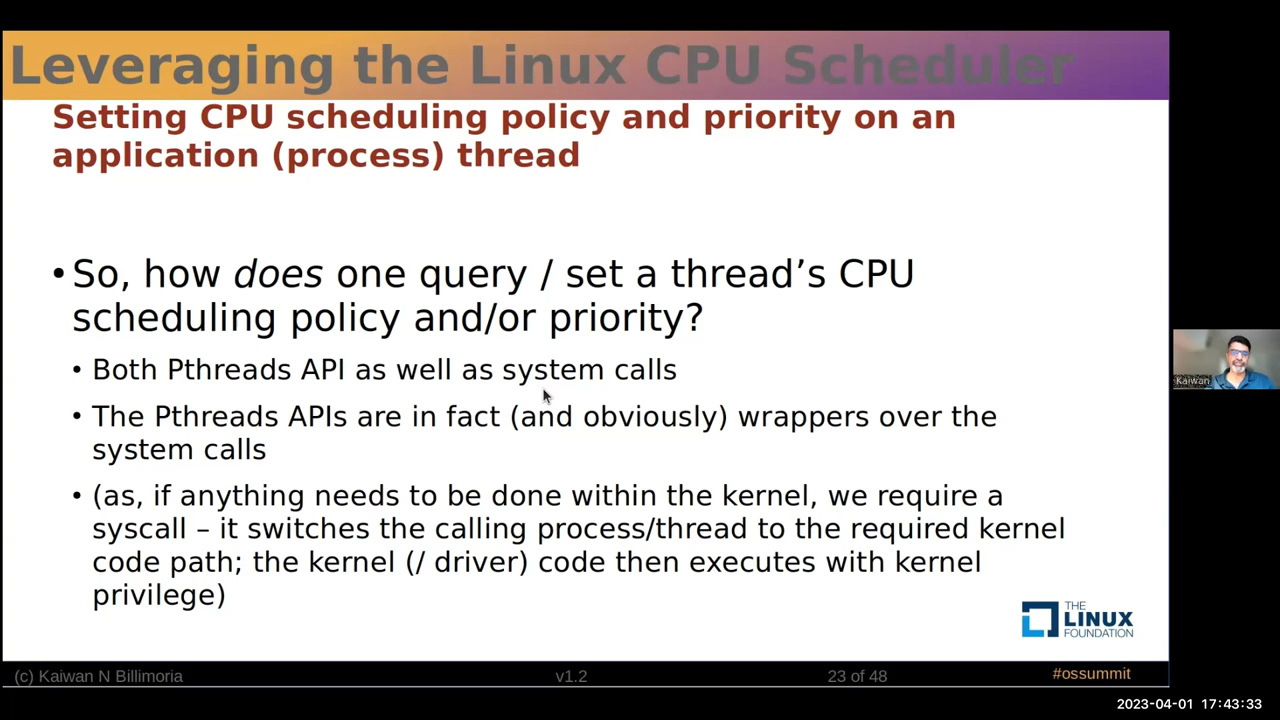 Leveraging the Linux CPU Scheduler
Setting CPU scheduling policy and priority on an
application (process) thread
• So, how does one query / set a thread’s CPU
scheduling policy and/or priority?
• Both Pthreads API as well as system calls
• The Pthreads APIs are in fact (and obviously) wrappers over the
system calls
• (as, if anything needs to be done within the kernel, we require a
syscall – it switches the calling process/thread to the required kernel
code path; the kernel (/ driver) code then executes with kernel
privilege)
THE
LINUX
FOUNDATION
Kaiwan
(c) Kaiwan N Billimoria
v1.2
23 of 48
#ossummit
2023-04-01 17:43:33